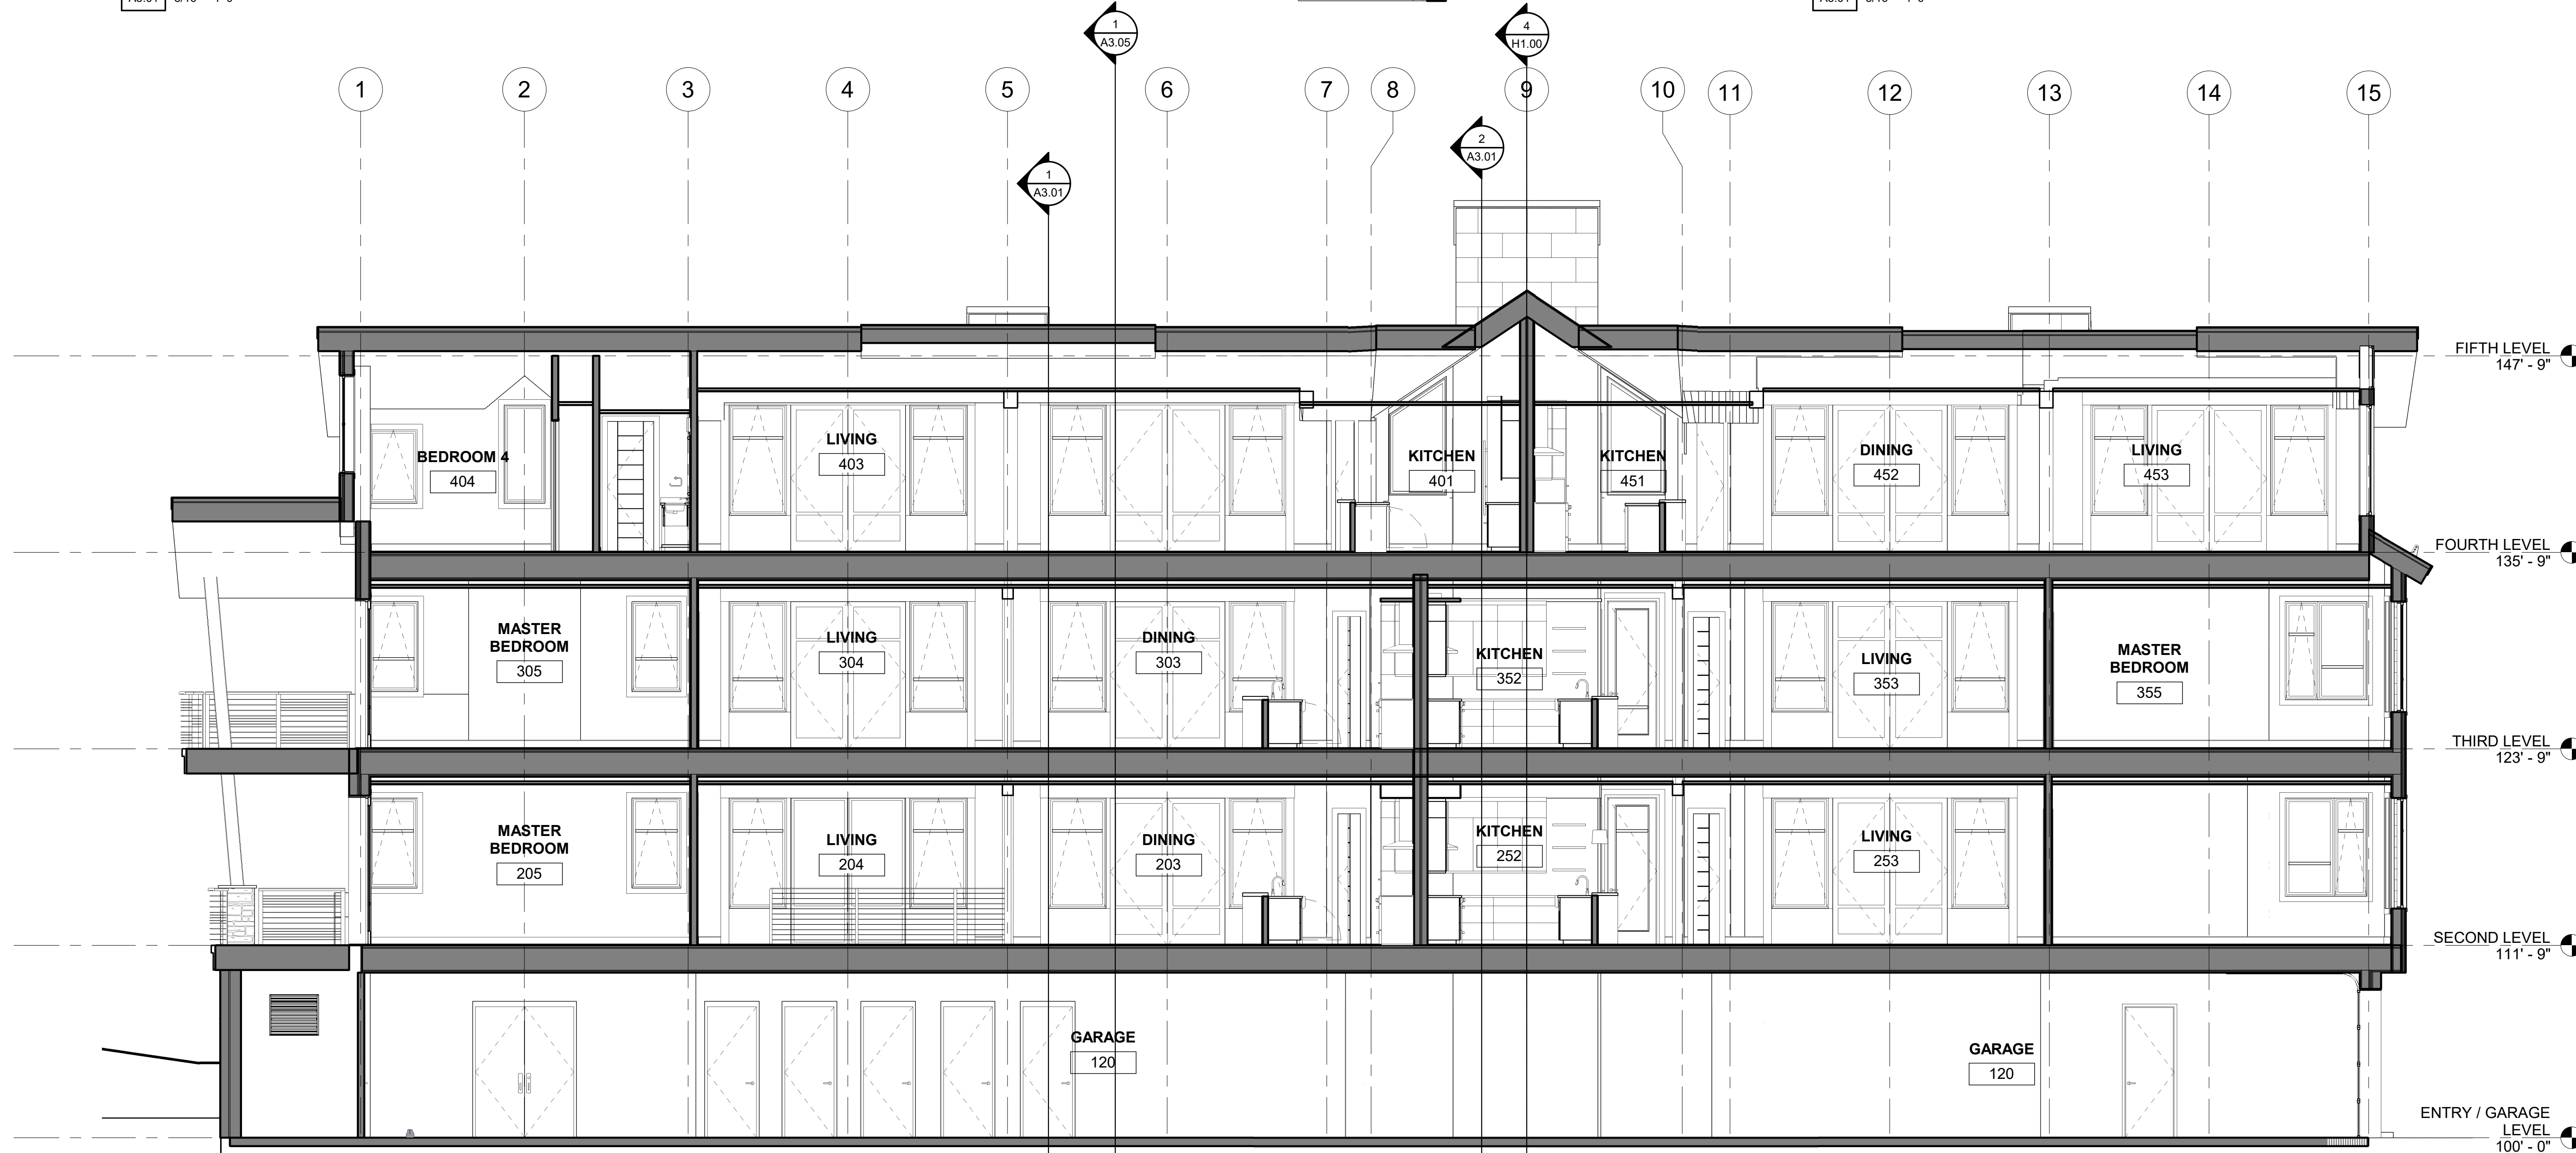 1
A3.05
4
H1.00
1
2
3
4
5
6
7
8
9
10
11
12
13
14
15
2
A3.01
1
A3.01
FIFTH LEVEL
147' - 9"
BEDROOM 4
404
LIVING
403
KITCHEN
401
KITCHEN
451
DINING
452
LIVING
453
FOURTH LEVEL
135' - 9"
MASTER
BEDROOM
305
LIVING
304
DINING
303
KITCHEN
352
LIVING
353
MASTER
BEDROOM
355
THIRD LEVEL
123' - 9"
MASTER
BEDROOM
205
LIVING
204
DINING
203
KITCHEN
252
LIVING
253
SECOND LEVEL
111' - 9"
GARAGE
120
GARAGE
120
ENTRY / GARAGE
LEVEL
100' - 0"